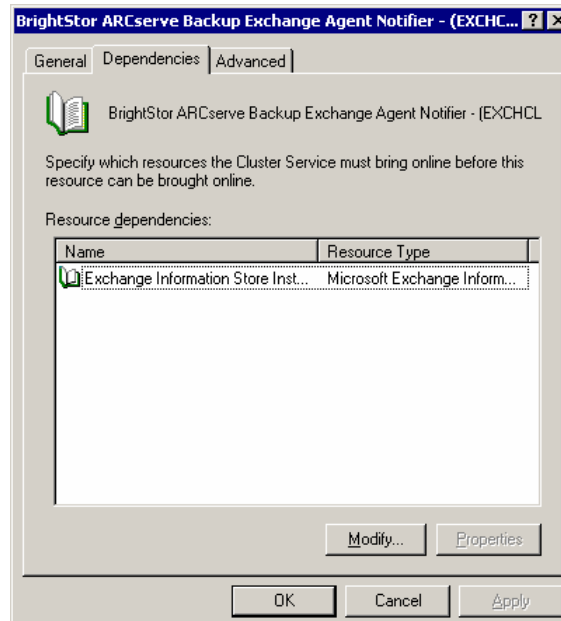 BrightStor ARCserve Backup Exchange Agent Notifier - (EXCHC...
General Dependencies Advanced
BrightStor ARCserve Backup Exchange Agent Notifier - (EXCHCL
Specify which resources the Cluster Service must bring online before this
resource can be brought online.
Resource dependencies:
Name Resource Type
Exchange Information Store Inst... Microsoft Exchange Inform...
Modify... Properties
OK Cancel Apply